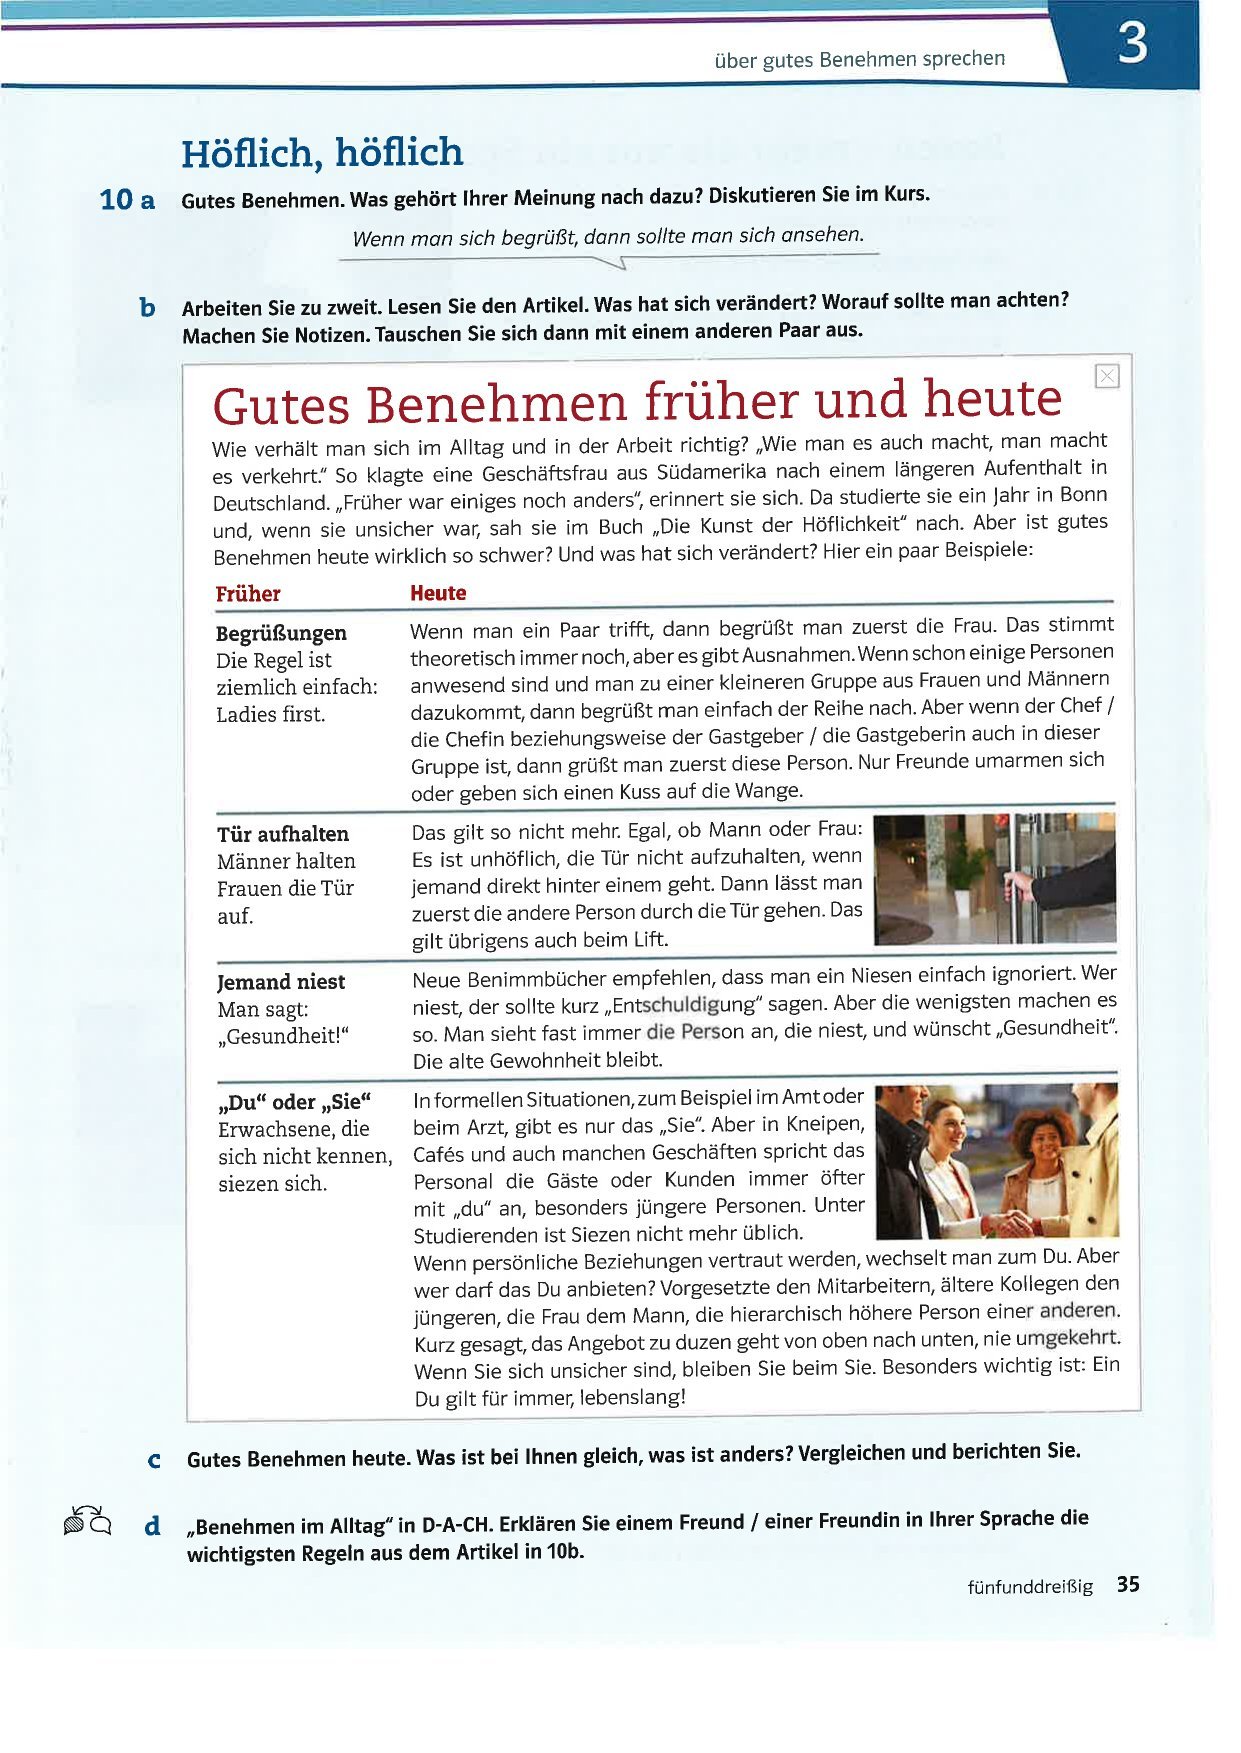 über gutes Benehmen sprechen
3
Höflich, höflich
10 a Gutes Benehmen. Was gehört Ihrer Meinung nach dazu? Diskutieren Sie im Kurs.
Wenn man sich begrüßt, dann sollte man sich ansehen.
b Arbeiten Sie zu zweit. Lesen Sie den Artikel. Was hat sich verändert? Worauf sollte man achten?
Machen Sie Notizen. Tauschen Sie sich dann mit einem anderen Paar aus.
Gutes Benehmen früher und heute
Wie verhält man sich im Alltag und in der Arbeit richtig? „Wie man es auch macht, man macht
es verkehrt.“ So klagte eine Geschäftsfrau aus Südamerika nach einem längeren Aufenthalt in
Deutschland. „Früher war einiges noch anders“, erinnert sie sich. Da studierte sie ein Jahr in Bonn
und, wenn sie unsicher war, sah sie im Buch „Die Kunst der Höflichkeit“ nach. Aber ist gutes
Benehmen heute wirklich so schwer? Und was hat sich verändert? Hier ein paar Beispiele:
Früher
Heute
Begrüßungen
Die Regel ist
ziemlich einfach:
Ladies first.
Wenn man ein Paar trifft, dann begrüßt man zuerst die Frau. Das stimmt
theoretisch immer noch, aber es gibt Ausnahmen. Wenn schon einige Personen
anwesend sind und man zu einer kleineren Gruppe aus Frauen und Männern
dazukommt, dann begrüßt man einfach der Reihe nach. Aber wenn der Chef /
die Chefin beziehungsweise der Gastgeber / die Gastgeberin auch in dieser
Gruppe ist, dann grüßt man zuerst diese Person. Nur Freunde umarmen sich
oder geben sich einen Kuss auf die Wange.
Tür aufhalten
Männer halten
Frauen die Tür
auf.
Das gilt so nicht mehr. Egal, ob Mann oder Frau:
Es ist unhöflich, die Tür nicht aufzuhalten, wenn
jemand direkt hinter einem geht. Dann lässt man
zuerst die andere Person durch die Tür gehen. Das
gilt übrigens auch beim Lift.
Jemand niest
Man sagt:
„Gesundheit!“
Neue Benimmbücher empfehlen, dass man ein Niesen einfach ignoriert. Wer
niest, der sollte kurz „Entschuldigung“ sagen. Aber die wenigsten machen es
so. Man sieht fast immer die Person an, die niest, und wünscht „Gesundheit“.
Die alte Gewohnheit bleibt.
„Du“ oder „Sie“
Erwachsene, die
sich nicht kennen,
siezen sich.
In formellen Situationen, zum Beispiel im Amt oder
beim Arzt, gibt es nur das „Sie“. Aber in Kneipen,
Cafés und auch manchen Geschäften spricht das
Personal die Gäste oder Kunden immer öfter
mit „du“ an, besonders jüngere Personen. Unter
Studierenden ist Siezen nicht mehr üblich.
Wenn persönliche Beziehungen vertraut werden, wechselt man zum Du. Aber
wer darf das Du anbieten? Vorgesetzte den Mitarbeitern, ältere Kollegen den
jüngeren, die Frau dem Mann, die hierarchisch höhere Person einer anderen.
Kurz gesagt, das Angebot zu duzen geht von oben nach unten, nie umgekehrt.
Wenn Sie sich unsicher sind, bleiben Sie beim Sie. Besonders wichtig ist: Ein
Du gilt für immer, lebenslang!
c Gutes Benehmen heute. Was ist bei Ihnen gleich, was ist anders? Vergleichen und berichten Sie.
d „Benehmen im Alltag“ in D-A-CH. Erklären Sie einem Freund / einer Freundin in Ihrer Sprache die
wichtigsten Regeln aus dem Artikel in 10b.
fünfunddreißig 35